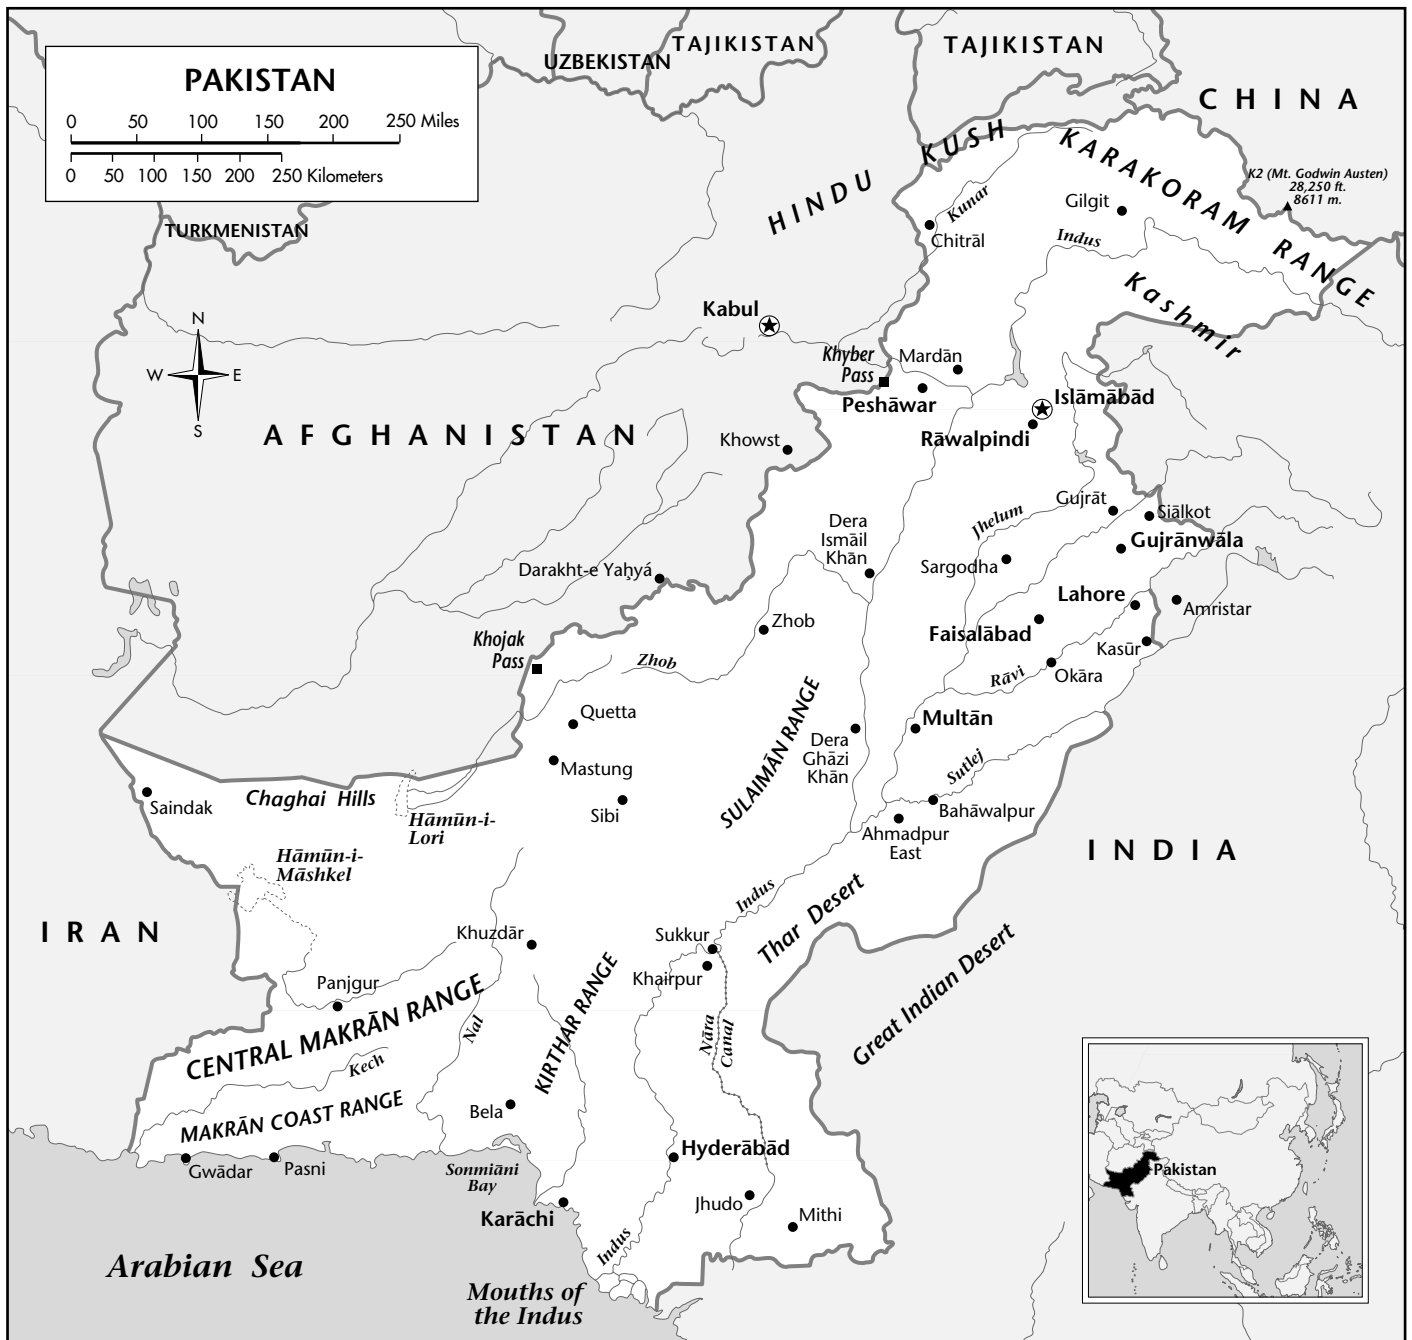 PAKISTAN
0 50 100 150 200 250 Miles
0 50 100 150 200 250 Kilometers
UZBEKISTAN
TAJIKISTAN
TAJIKISTAN
CHINA
TURKMENISTAN
HINDU KUSH
KARAKORAM RANGE
K2 (Mt. Godwin Austen)
28,250 ft.
8611 m.
Kunar
Gilgit
Chitrāl
Indus
Kashmir
N
W E
S
Kabul
Khyber
Pass
Mardān
Peshāwar
Islāmābād
Rāwalpindi
AFGHANISTAN
Khowst
Gujrāt
Siālkot
Jhelum
Dera
Ismāil
Khān
Gujrānwāla
Sargodha
Darakht-e Yaḩyá
Lahore
Amristar
Zhob
Faisalābad
Khojak
Pass
Kasūr
Zhob
Rāvi
Okāra
Quetta
Multān
SULAIMĀN RANGE
Dera
Ghāzi
Khān
Mastung
Sutlej
Saindak
Chaghai Hills
Hāmūn-i-
Lori
Sibi
Bahāwalpur
Ahmadpur
East
INDIA
Hāmūn-i-
Māshkel
Indus
Thar Desert
IRAN
Khuzdār
Sukkur
Khairpur
Great Indian Desert
Panjgur
CENTRAL MAKRĀN RANGE
KIRTHAR RANGE
Nal
Nāra
Canal
Kech
MAKRĀN COAST RANGE
Bela
Hyderābād
Gwādar
Pasni
Sonmiāni
Bay
Karāchi
Jhudo
Mithi
Indus
Arabian Sea
Mouths of
the Indus
Pakistan